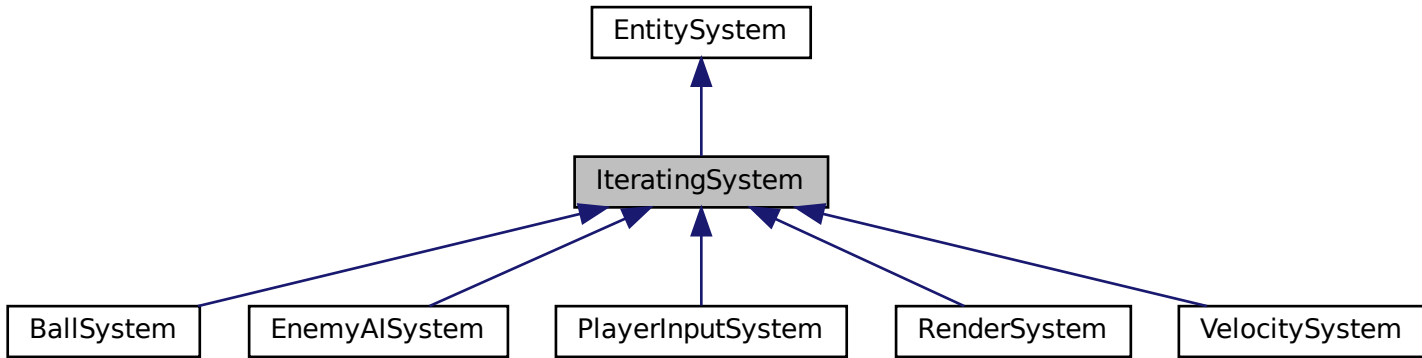 EntitySystem
IteratingSystem
BallSystem
EnemyAISystem
PlayerInputSystem
RenderSystem
VelocitySystem